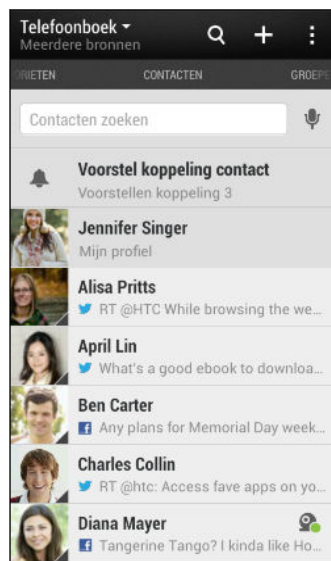 Telefoonboek
Meerdere bronnen
ORIETEN CONTACTEN GROEPE
Contacten zoeken
Voorstel koppeling contact
Voorstellen koppeling 3
Jennifer Singer
Mijn profiel
Alisa Pritts
RT @HTC While browsing the we...
April Lin
What's a good ebook to downloa...
Ben Carter
Any plans for Memorial Day week...
Charles Collin
RT @htc: Access fave apps on yo...
Diana Mayer
Tangerine Tango? I kinda like Ho...